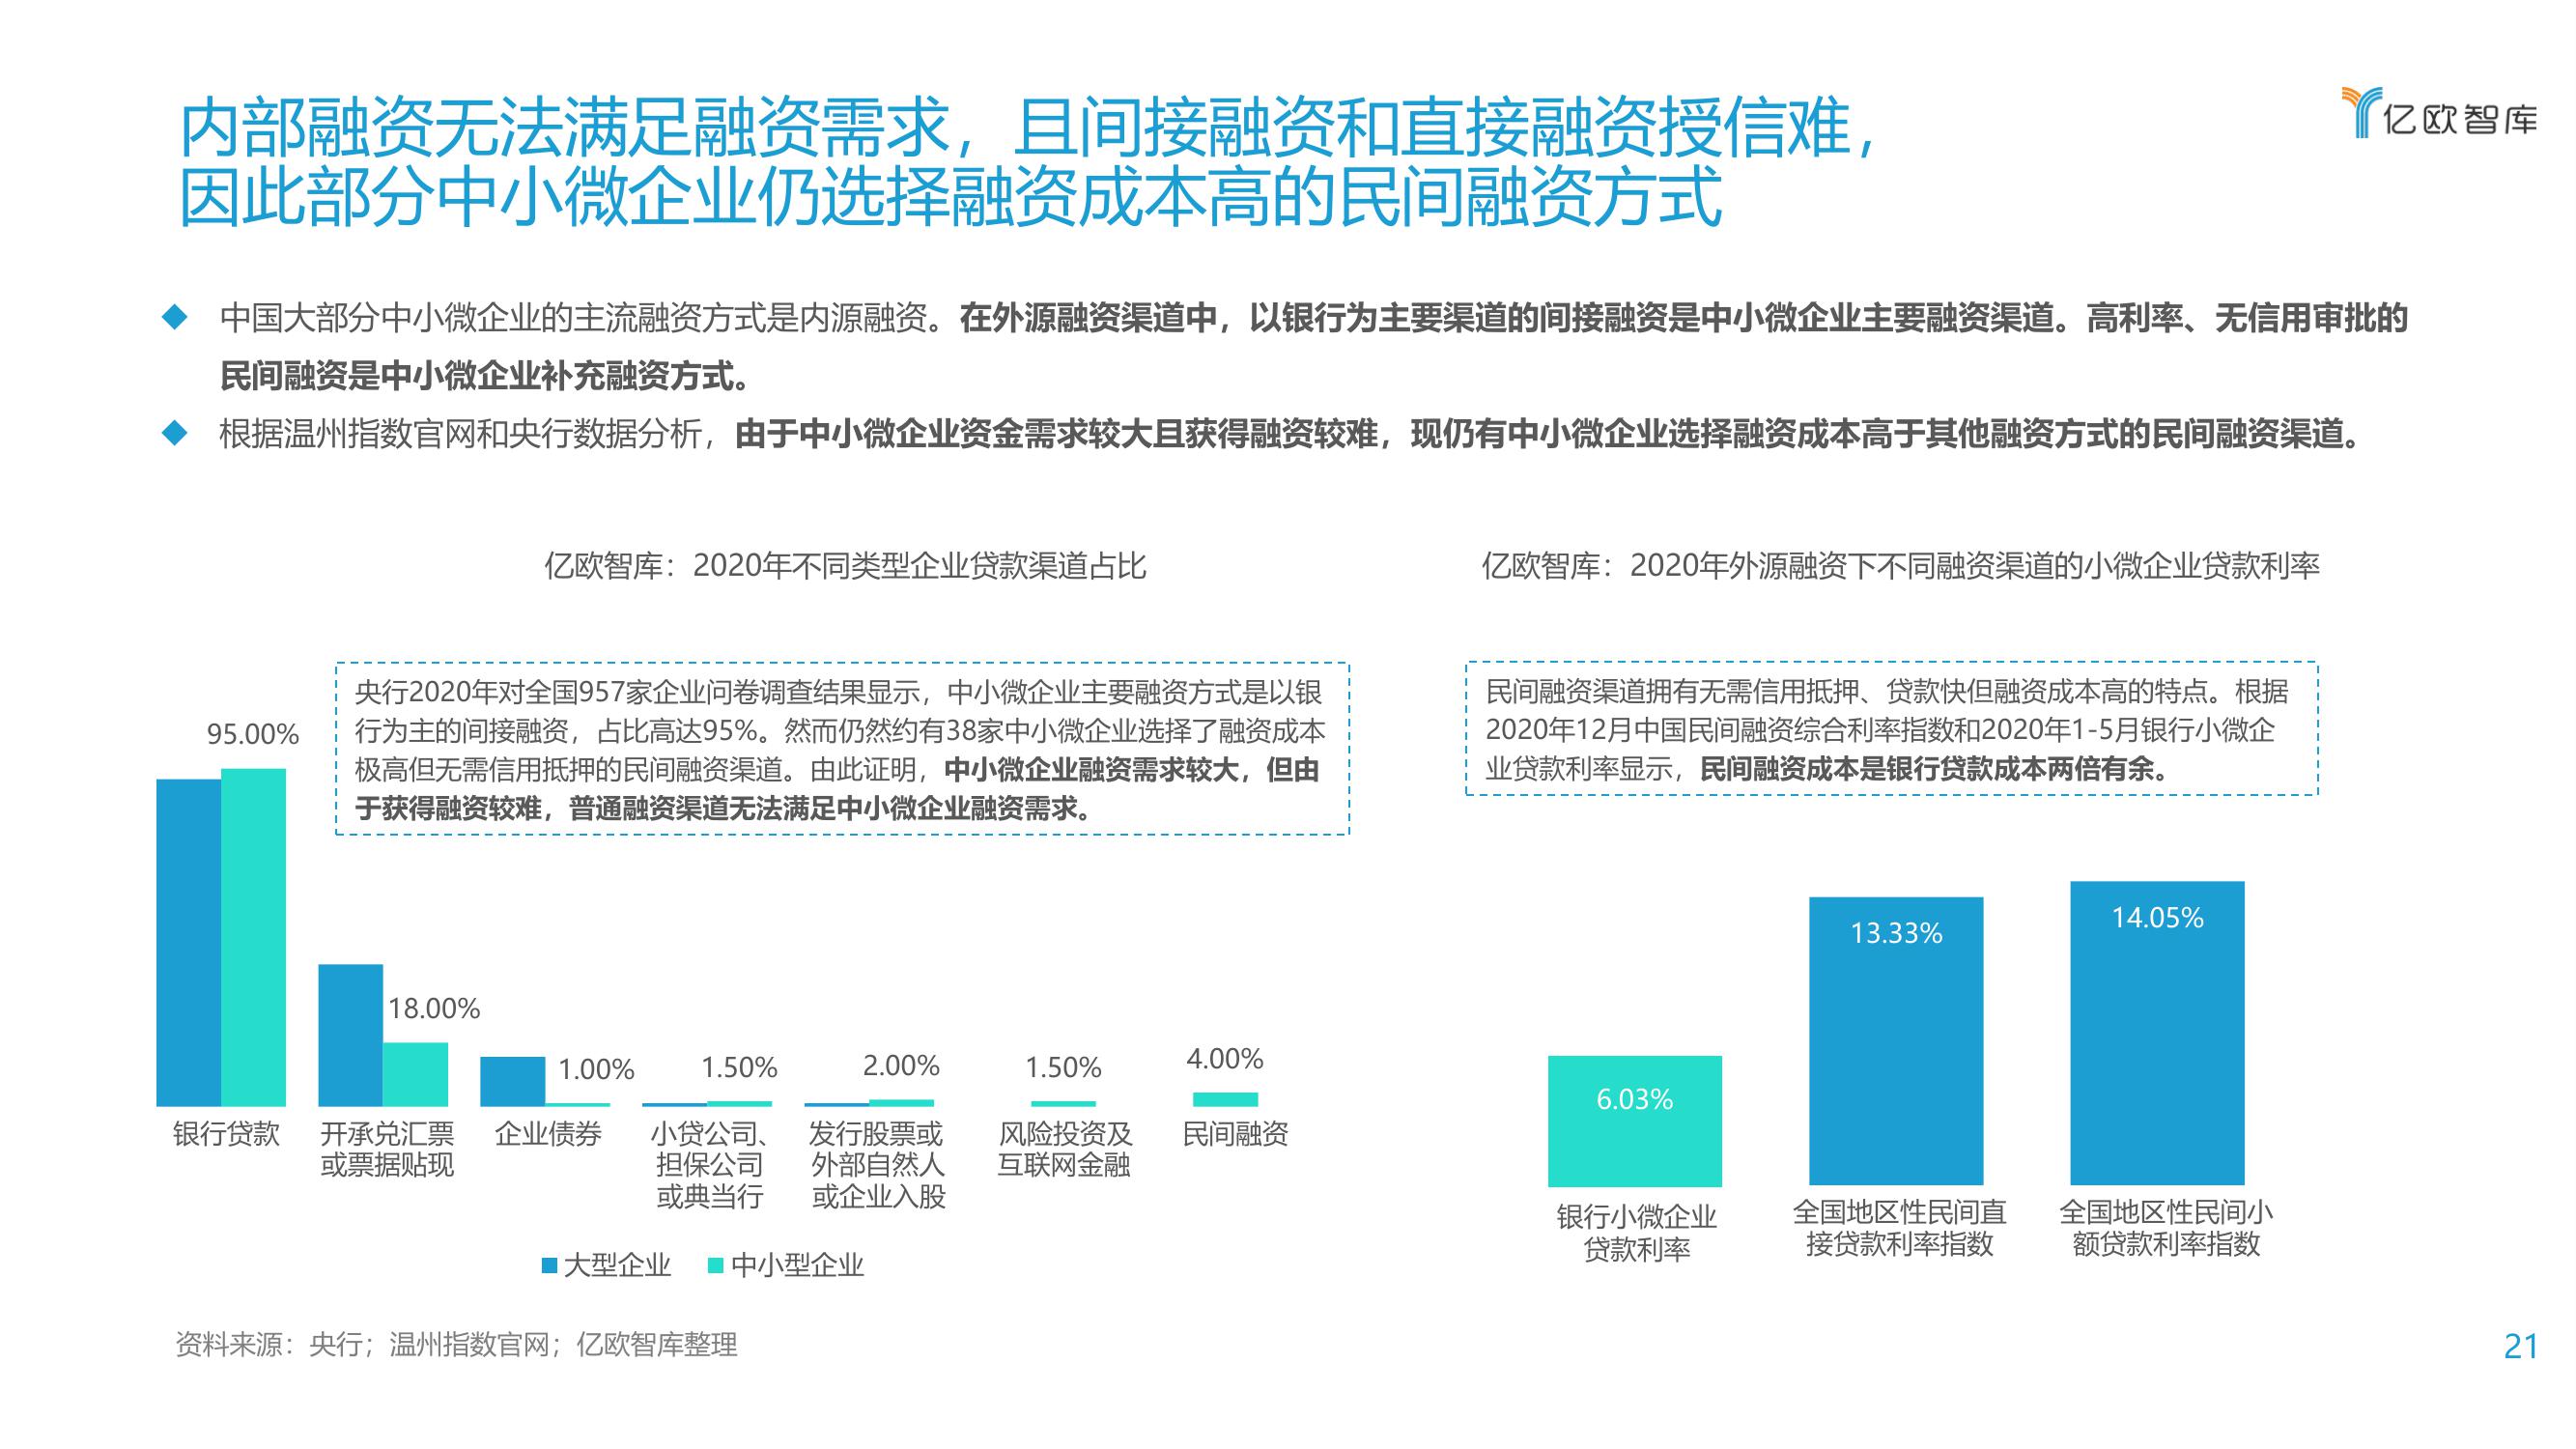 内部融资无法满足融资需求，且间接融资和直接融资授信难，
因此部分中小微企业仍选择融资成本高的民间融资方式
亿欧智库
中国大部分中小微企业的主流融资方式是内源融资。在外源融资渠道中，以银行为主要渠道的间接融资是中小微企业主要融资渠道。高利率、无信用审批的
民间融资是中小微企业补充融资方式。
根据温州指数官网和央行数据分析，由于中小微企业资金需求较大且获得融资较难，现仍有中小微企业选择融资成本高于其他融资方式的民间融资渠道。
亿欧智库：2020年不同类型企业贷款渠道占比
央行2020年对全国957家企业问卷调查结果显示，中小微企业主要融资方式是以银
行为主的间接融资，占比高达95%。然而仍然约有38家中小微企业选择了融资成本
极高但无需信用抵押的民间融资渠道。由此证明，中小微企业融资需求较大，但由
于获得融资较难，普通融资渠道无法满足中小微企业融资需求。
95.00%
18.00%
1.00%
1.50%
2.00%
1.50%
4.00%
银行贷款
开承兑汇票
或票据贴现
企业债券
小贷公司、
担保公司
或典当行
发行股票或
外部自然人
或企业入股
风险投资及
互联网金融
民间融资
大型企业
中小型企业
亿欧智库：2020年外源融资下不同融资渠道的小微企业贷款利率
民间融资渠道拥有无需信用抵押、贷款快但融资成本高的特点。根据
2020年12月中国民间融资综合利率指数和2020年1-5月银行小微企
业贷款利率显示，民间融资成本是银行贷款成本两倍有余。
6.03%
13.33%
14.05%
银行小微企业
贷款利率
全国地区性民间直
接贷款利率指数
全国地区性民间小
额贷款利率指数
资料来源：央行；温州指数官网；亿欧智库整理
21